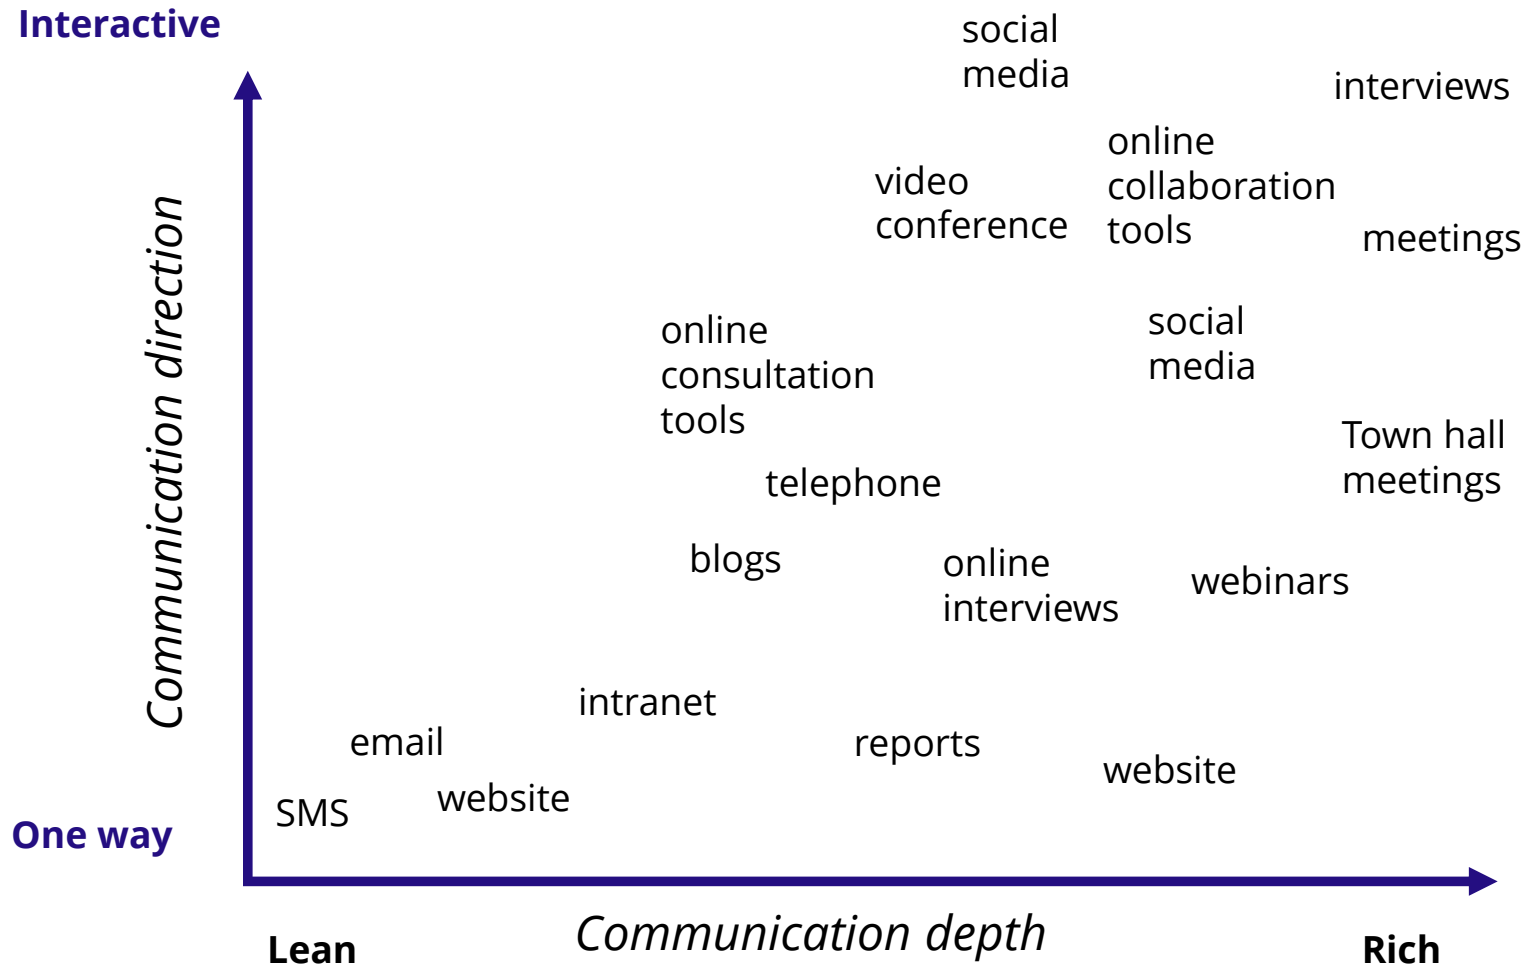 Interactive
social
media
interviews
online
collaboration
tools
video
conference
meetings
Communication direction
online
consultation
tools
social
media
Town hall
meetings
telephone
blogs
online
interviews
webinars
intranet
email
reports
website
website
SMS
One way
Communication depth
Lean
Rich